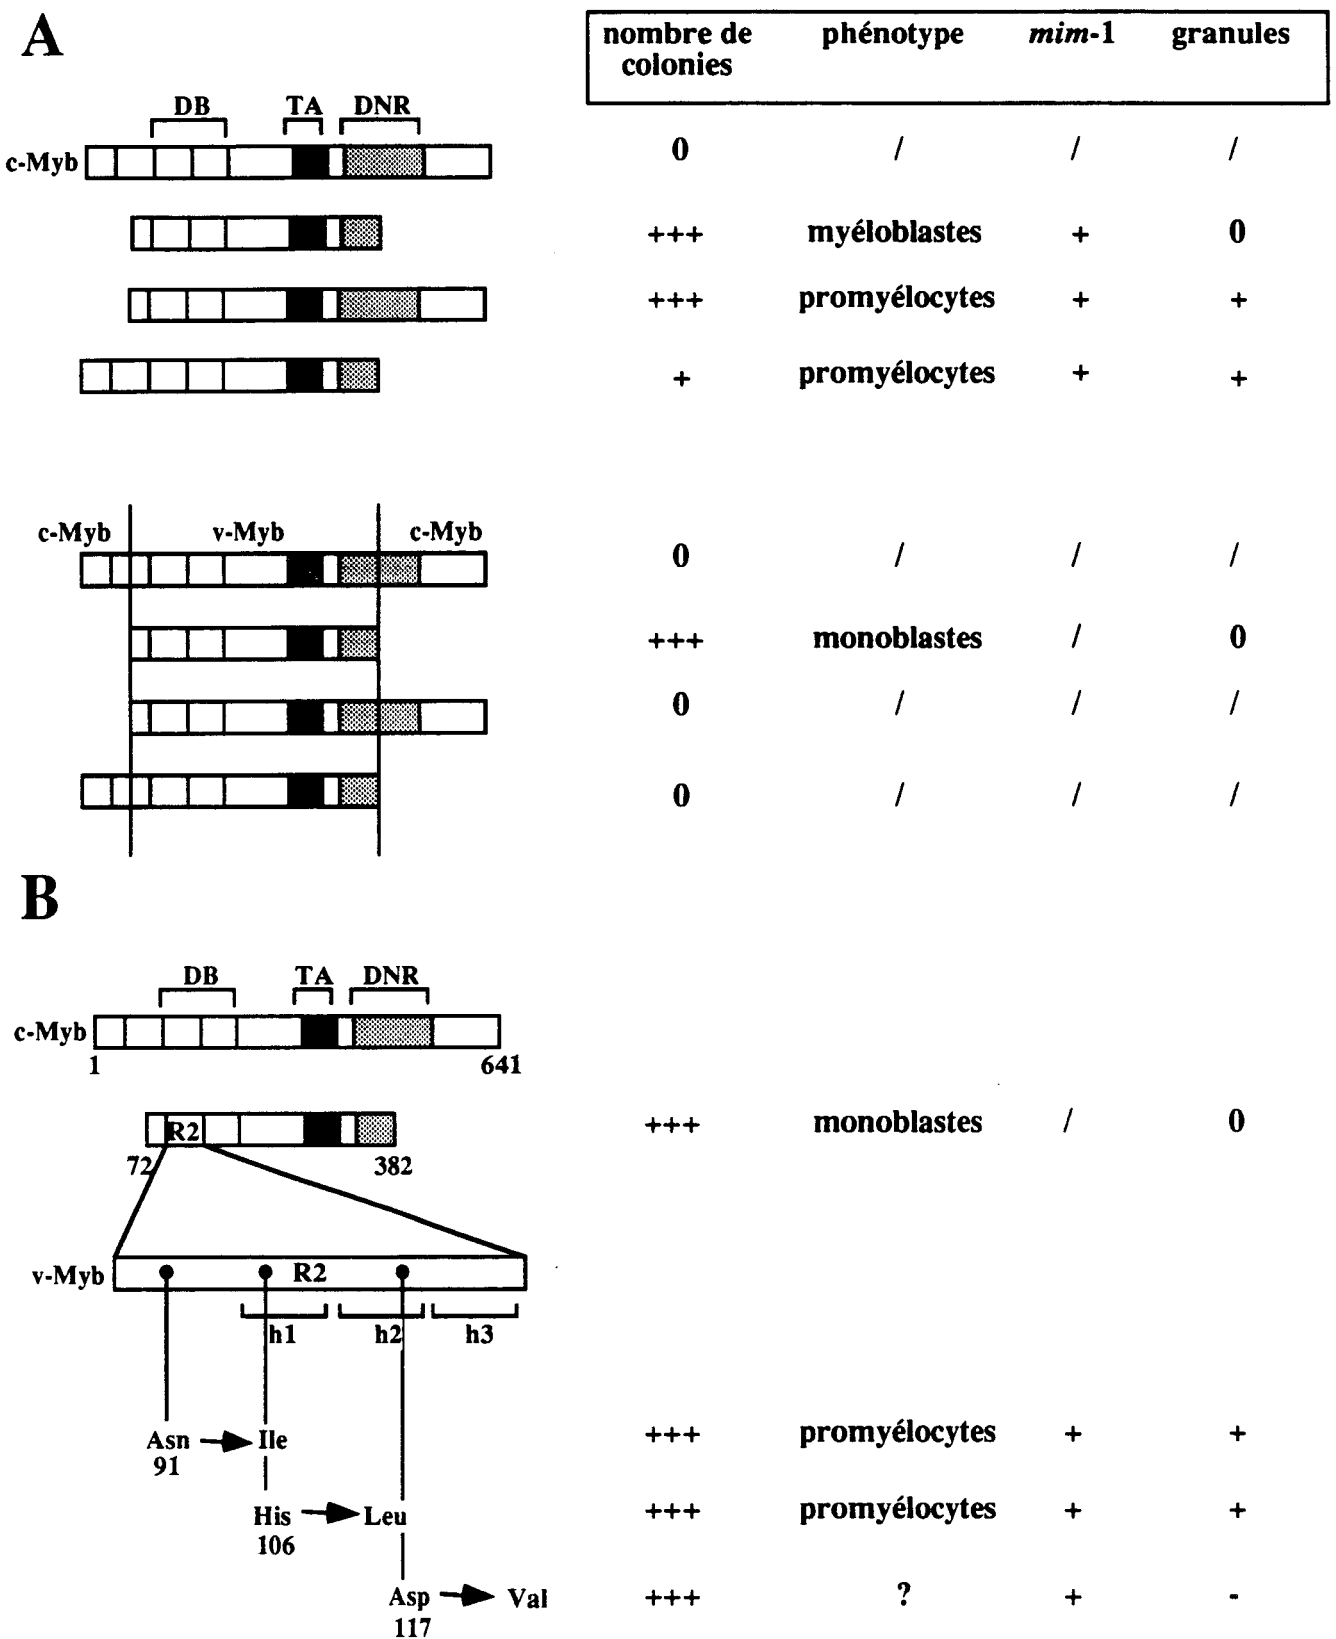 A
nombre de phénotype mim-1 granules
colonies
DB TA DNR
c-Myb 0 / / /
+++ myéloblastes + 0
+++ promyélocytes + +
+ promyélocytes + +
c-Myb v-Myb c-Myb
0 / / /
+++ monoblastes / 0
0 / / /
0 / / /
B
DB TA DNR
c-Myb
1 641
R2 +++ monoblastes / 0
72 382
v-Myb R2
h1 h2 h3
Asn Ile +++ promyélocytes + +
91
His Leu +++ promyélocytes + +
106
Asp Val +++ ? + -
117